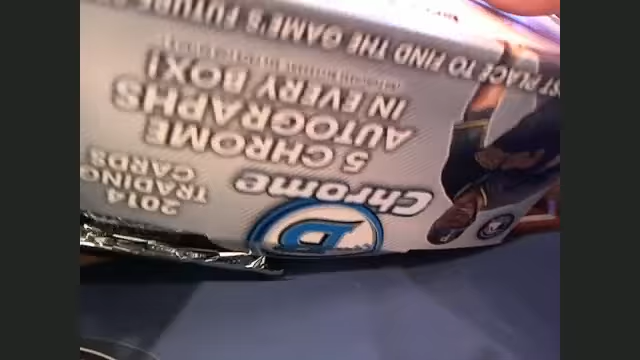 2014
TRADING
CARDS
B
Chrome
5 CHROME
AUTOGRAPHS
IN EVERY BOX!
ST PLACE TO FIND THE GAME'S FUTURE